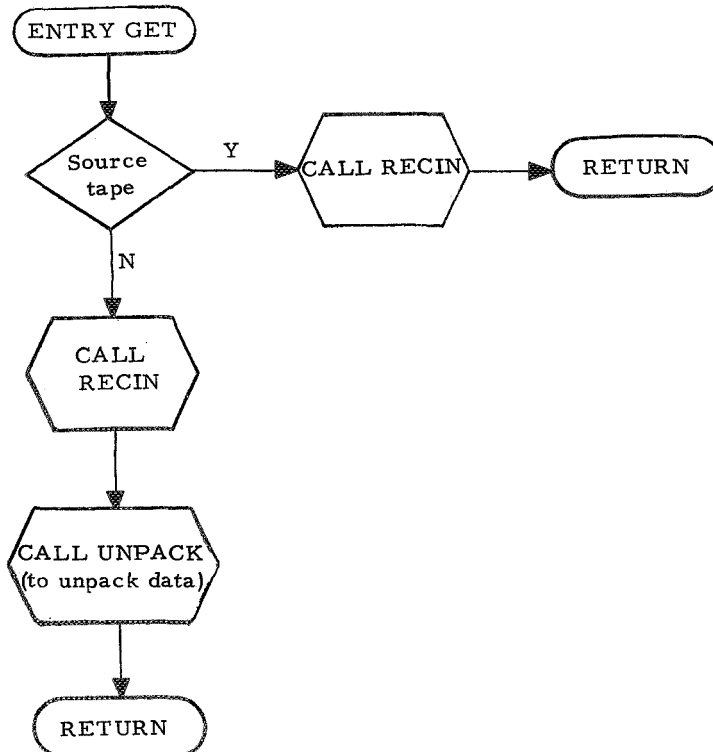 ENTRY GET
Source
tape
Y
CALL RECIN
RETURN
N
CALL
RECIN
CALL UNPACK
(to unpack data)
RETURN